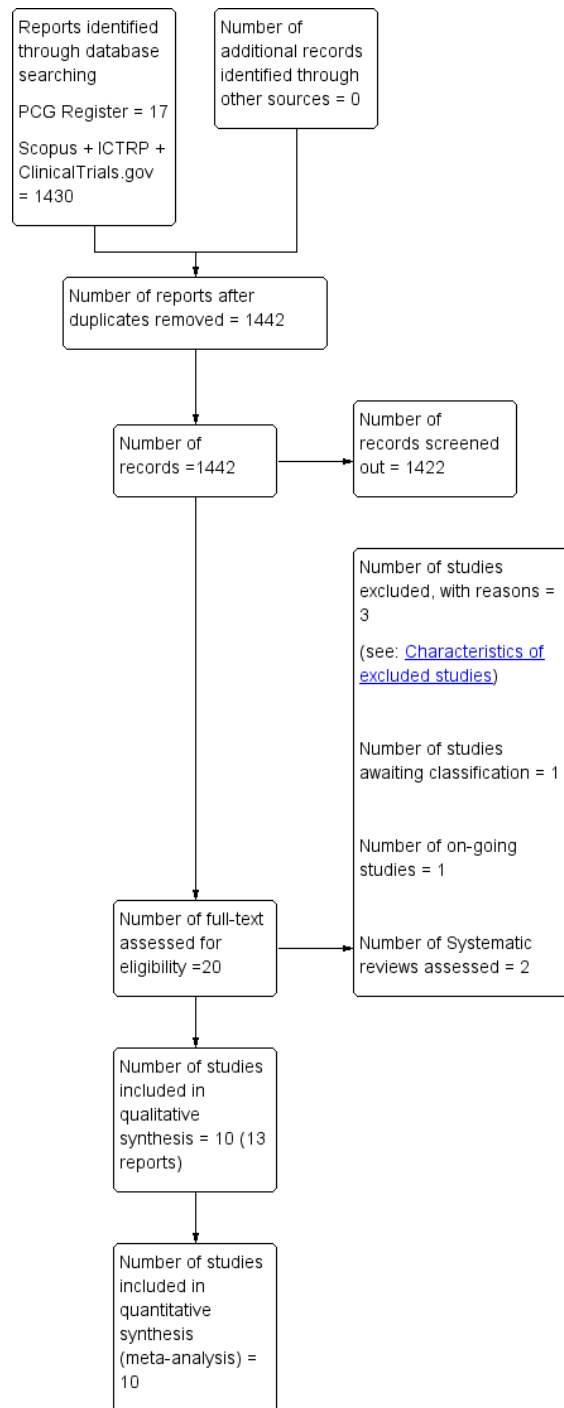 Reports identified
through database
searching
PCG Register = 17
Scopus + ICTRP +
ClinicalTrials.gov
= 1430
Number of
additional records
identified through
other sources = 0
Number of reports after
duplicates removed = 1442
Number of
records =1442
Number of
records screened
out = 1422
Number of studies
excluded, with reasons =
3
(see: Characteristics of
excluded studies)
Number of studies
awaiting classification = 1
Number of on-going
studies = 1
Number of Systematic
reviews assessed = 2
Number of full-text
assessed for
eligibility =20
Number of studies
included in
qualitative
synthesis = 10 (13
reports)
Number of studies
included in
quantitative
synthesis
(meta-analysis) =
10